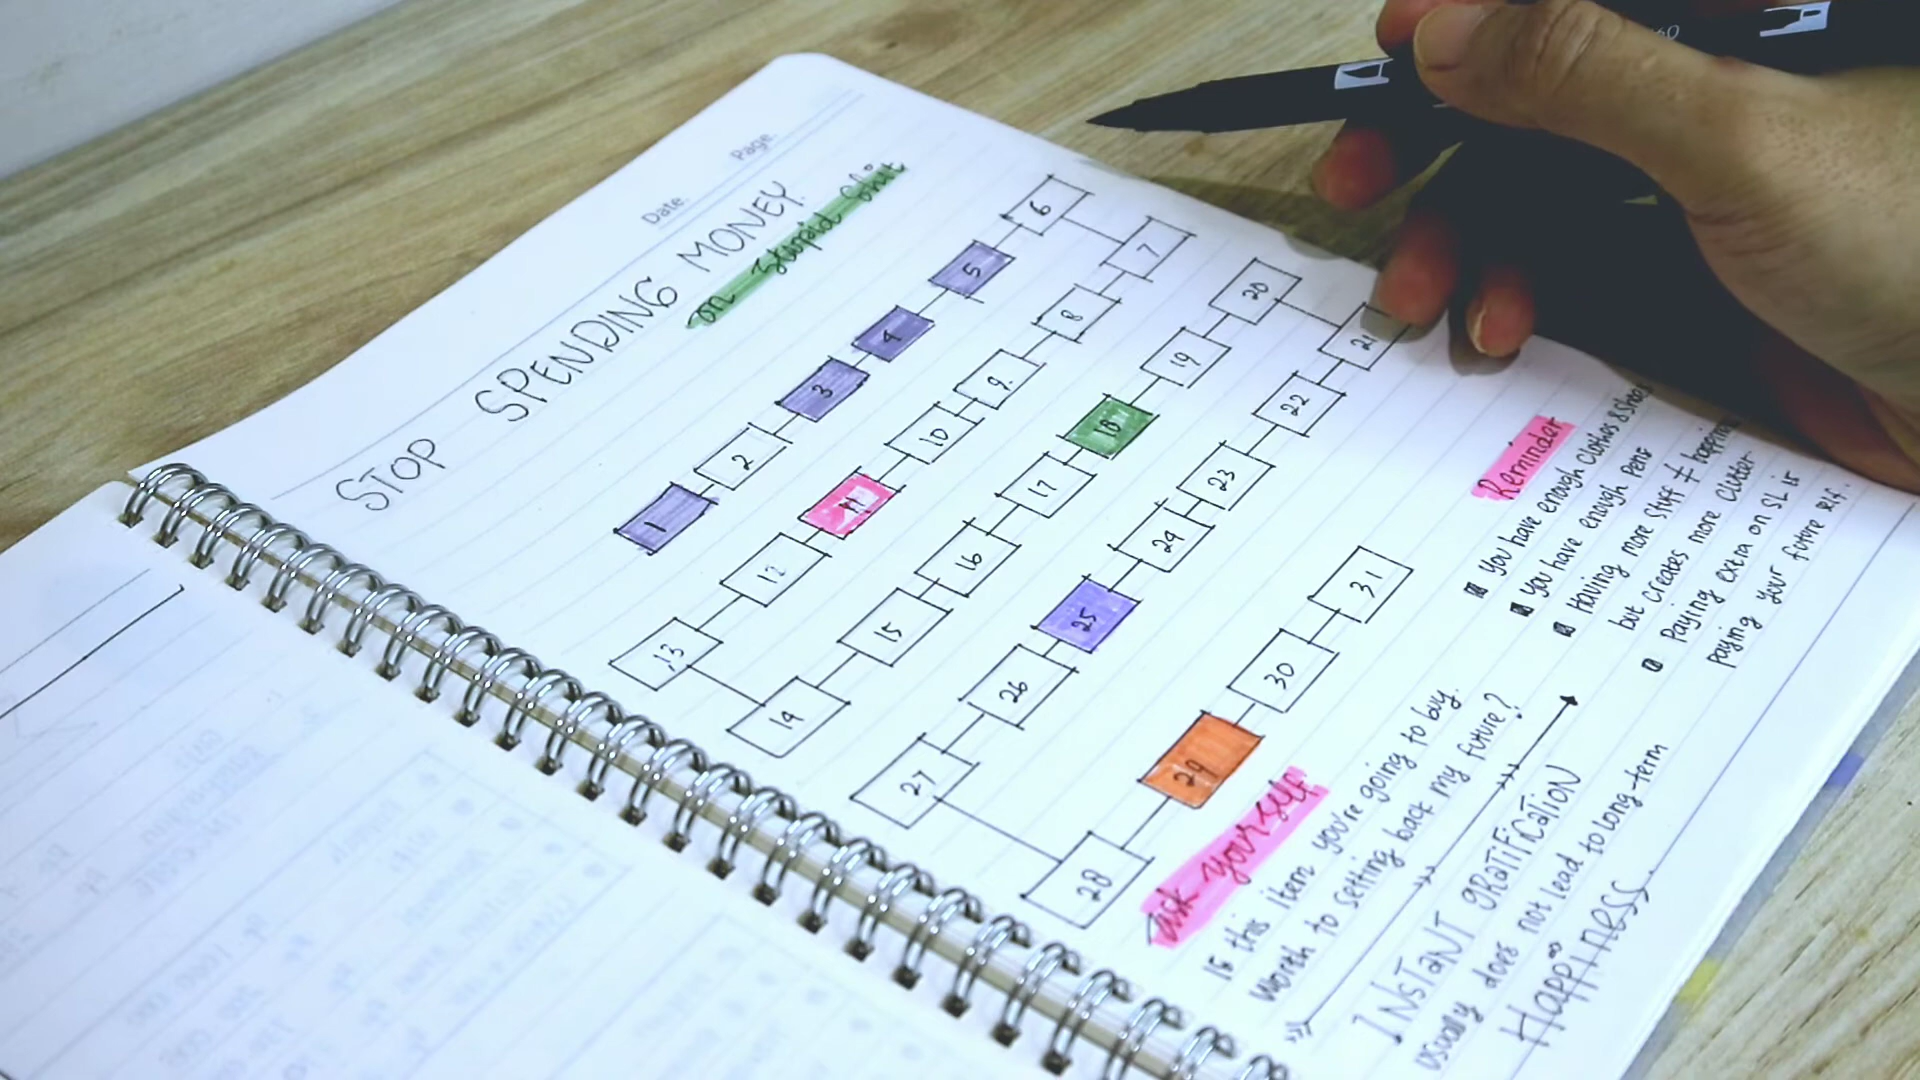 Page.
Date.
STOP SPENDING MONEY.
on stupid shit
1 2 3 4 5 6
13 12 11 10 9. 8 7
14 15 16 17 18 19 20
27 26 25 24 23 22 21
28 29 30 31
Reminder
You have enough clothes & shoes
You have enough pens
Having more stuff ≠ happiness
but creates more clutter
Paying extra on SL is
paying your future self.
ask yourself
Is this item you're going to buy
Worth to setting back my future?
INSTANT gRaTiFiCaTiON
usually does not lead to long-term
Happiness